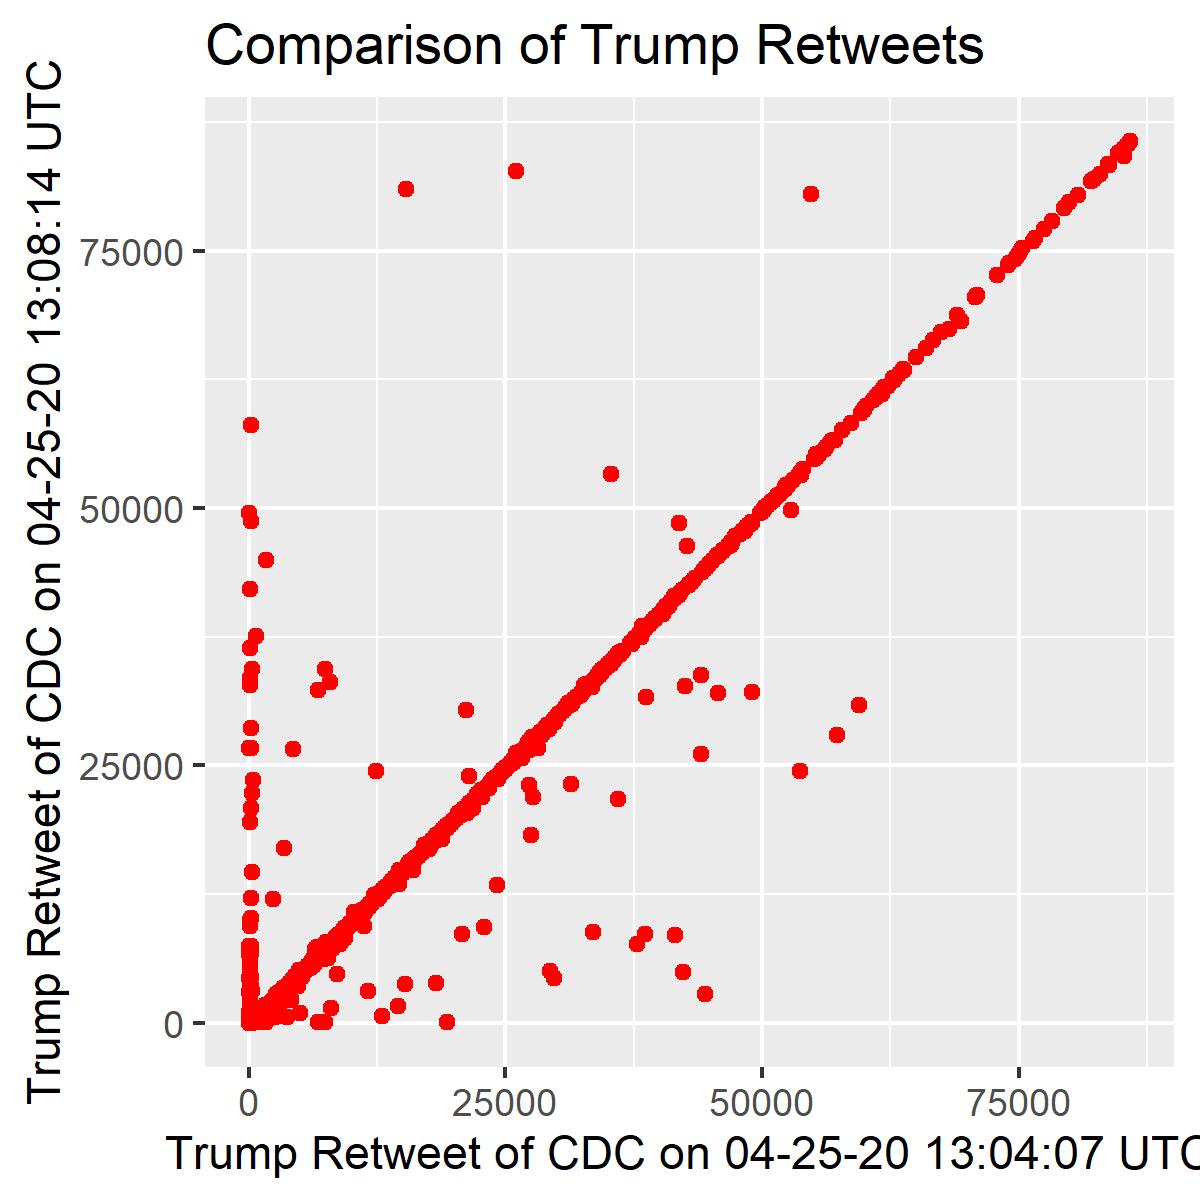 Comparison of Trump Retweets
Trump Retweet of CDC on 04-25-20 13:08:14 UTC
75000
50000
25000
0
0
25000
50000
75000
Trump Retweet of CDC on 04-25-20 13:04:07 UTC